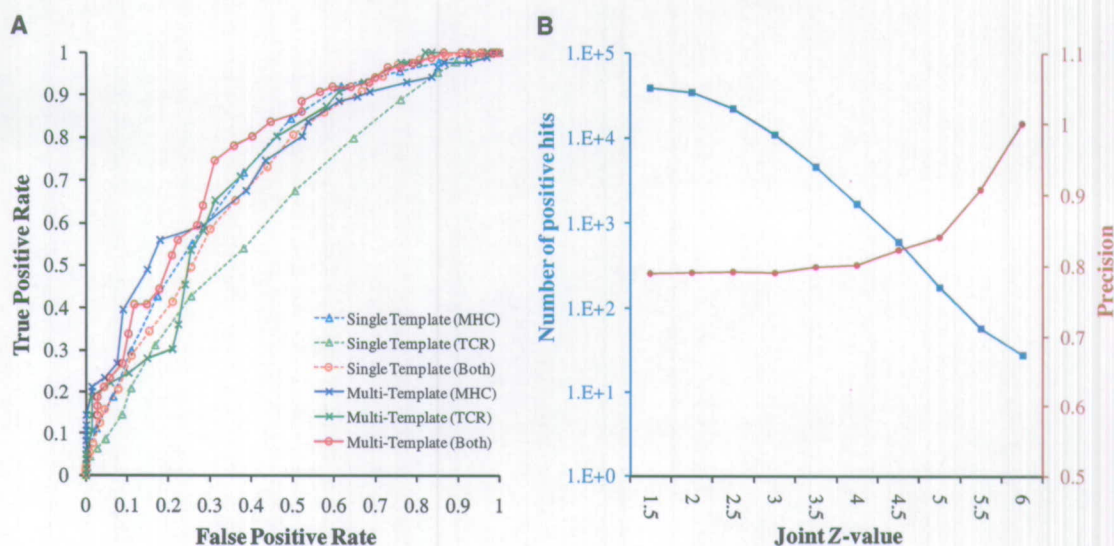 A
True Positive Rate
1
0.9
0.8
0.7
0.6
0.5
0.4
0.3
0.2
0.1
0
0
0.1
0.2
0.3
0.4
0.5
0.6
0.7
0.8
0.9
1
False Positive Rate
Single Template (MHC)
Single Template (TCR)
Single Template (Both)
Multi-Template (MHC)
Multi-Template (TCR)
Multi-Template (Both)
B
Number of positive hits
1.E+5
1.E+4
1.E+3
1.E+2
1.E+1
1.E+0
1.5
2
2.5
3
3.5
4
4.5
5
5.5
6
Joint Z-value
1.1
1
0.9
0.8
0.7
0.6
0.5
Precision